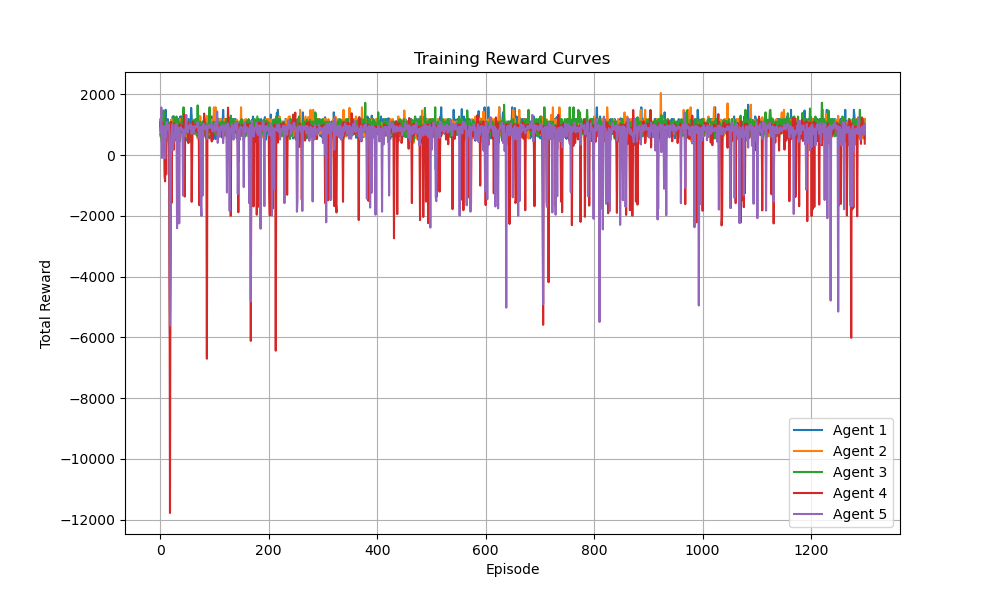 Training Reward Curves
2000
0
−2000
−4000
−6000
−8000
−10000
−12000
Total Reward
0 200 400 600 800 1000 1200
Episode
Agent 1
Agent 2
Agent 3
Agent 4
Agent 5